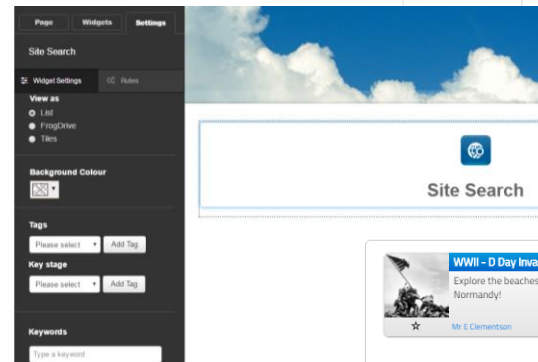 Page Widgets Settings
Site Search
Widget Settings Rules
View as
List
FrogDrive
Tiles
Background Colour
Tags
Please select Add Tag
Key stage
Please select Add Tag
Keywords
Type a keyword
Site Search
WWII - D Day Inva
Explore the beaches
Normandy!
Mr E Clementson